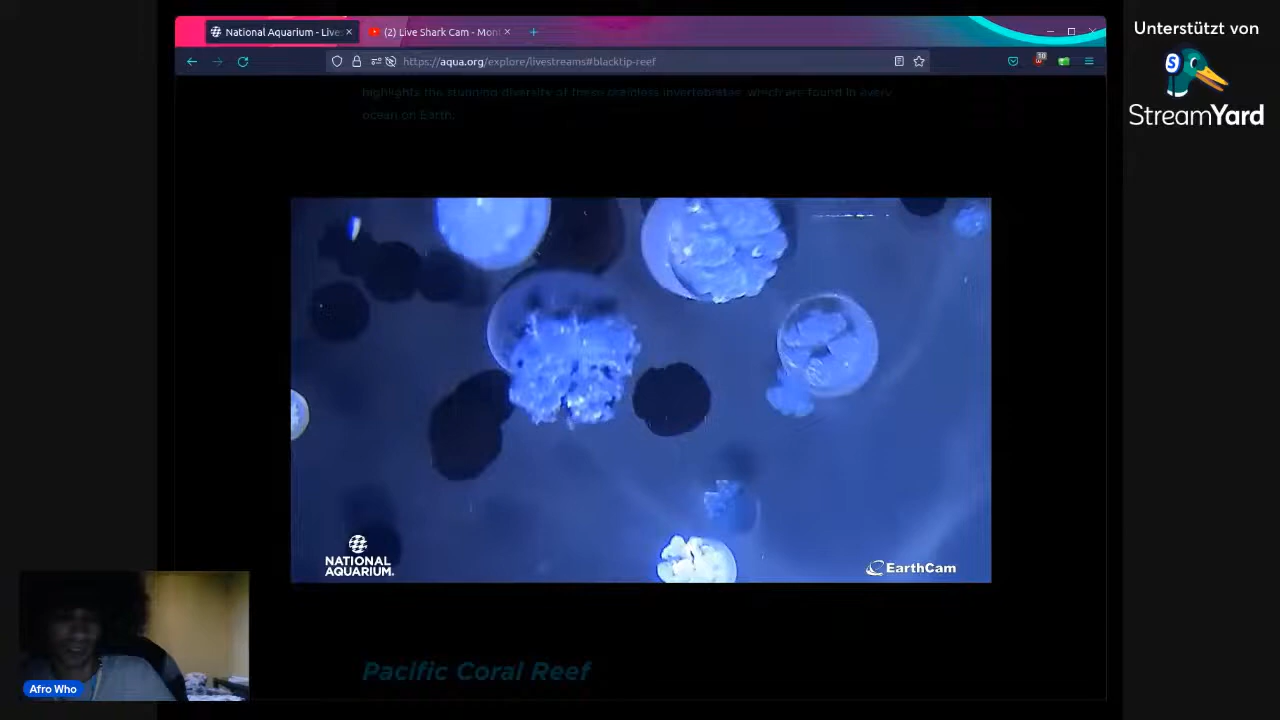 National Aquarium - Live
(2) Live Shark Cam - Mont
Unterstützt von
StreamYard
https://aqua.org/explore/livestreams#blacktip-reef
highlights the stunning diversity of these brainless invertebrates, which are found in every
ocean on Earth.
NATIONAL
AQUARIUM.
EarthCam
Afro Who
Pacific Coral Reef